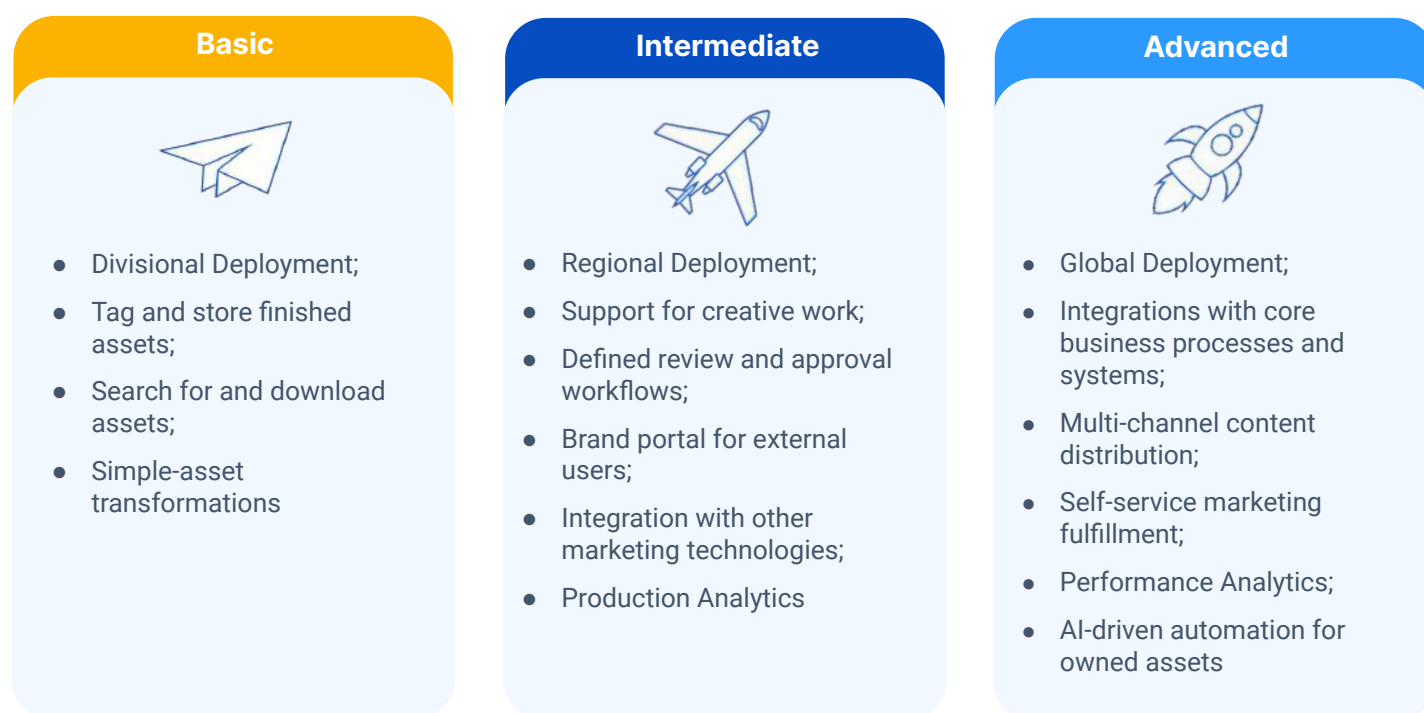 Basic
● Divisional Deployment;
● Tag and store finished
assets;
● Search for and download
assets;
● Simple-asset
transformations
Intermediate
● Regional Deployment;
● Support for creative work;
● Defined review and approval
workflows;
● Brand portal for external
users;
● Integration with other
marketing technologies;
● Production Analytics
Advanced
● Global Deployment;
● Integrations with core
business processes and
systems;
● Multi-channel content
distribution;
● Self-service marketing
fulfillment;
● Performance Analytics;
● AI-driven automation for
owned assets